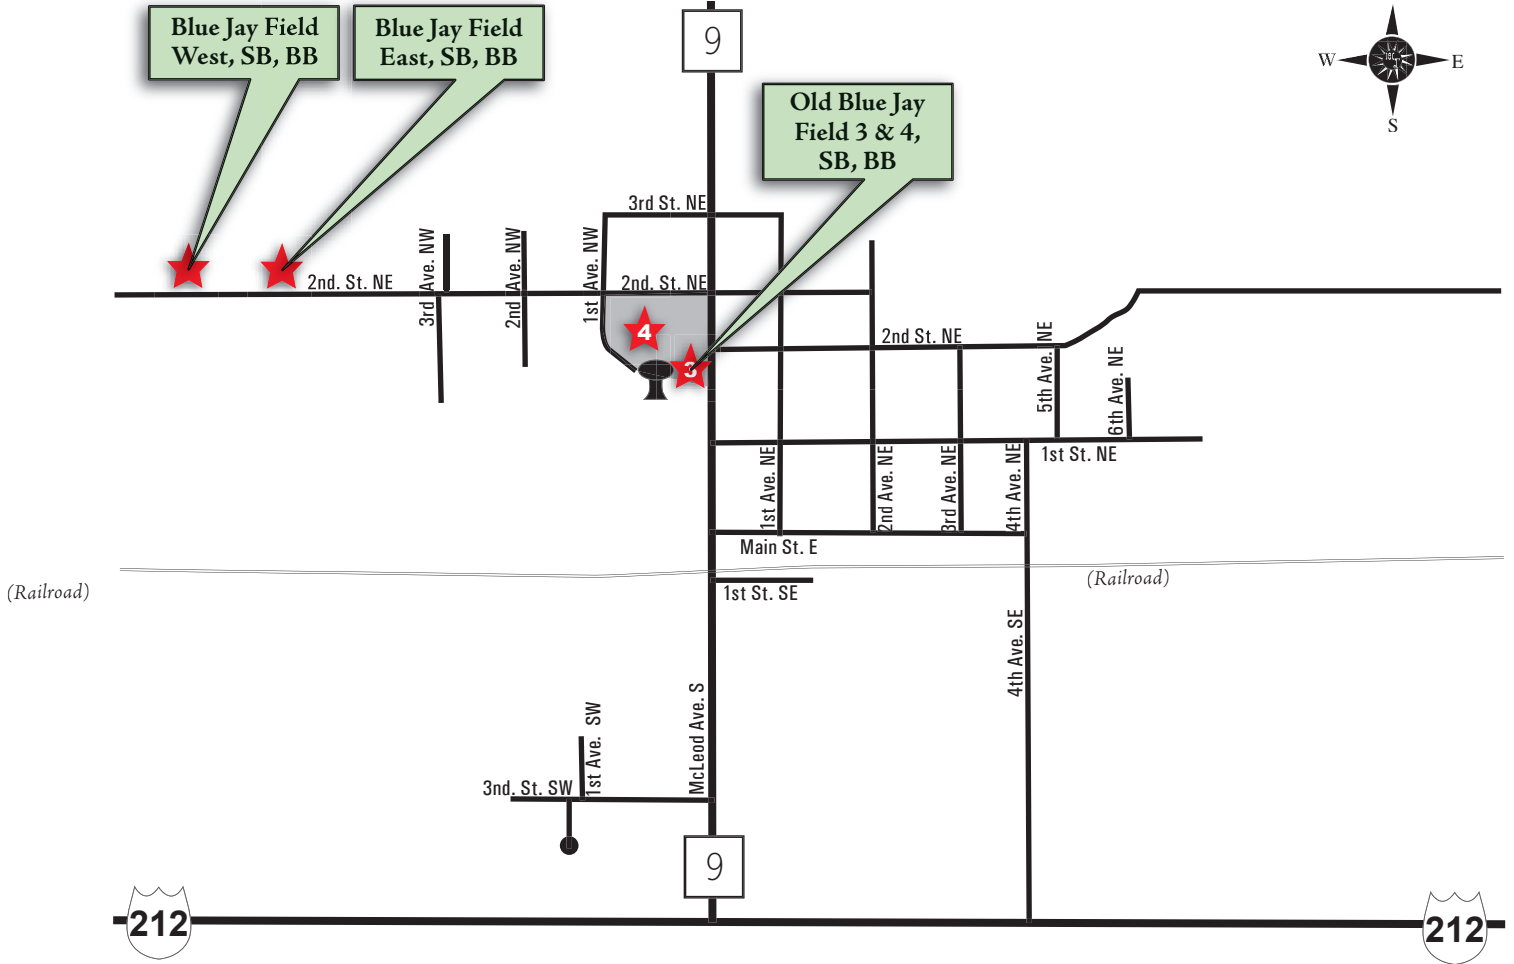 Blue Jay Field
West, SB, BB
Blue Jay Field
East, SB, BB
9
Old Blue Jay
Field 3 & 4,
SB, BB
W
E
S
3rd St. NE
3rd Ave. NW
2nd Ave. NW
1st Ave. NW
2nd. St. NE
2nd. St. NE
4
3
2nd St. NE
5th Ave. NE
6th Ave. NE
1st St. NE
1st Ave. NE
2nd Ave. NE
3rd Ave. NE
4th Ave. NE
Main St. E
(Railroad)
(Railroad)
1st St. SE
4th Ave. SE
McLeod Ave. S
1st Ave. SW
3nd. St. SW
9
212
212